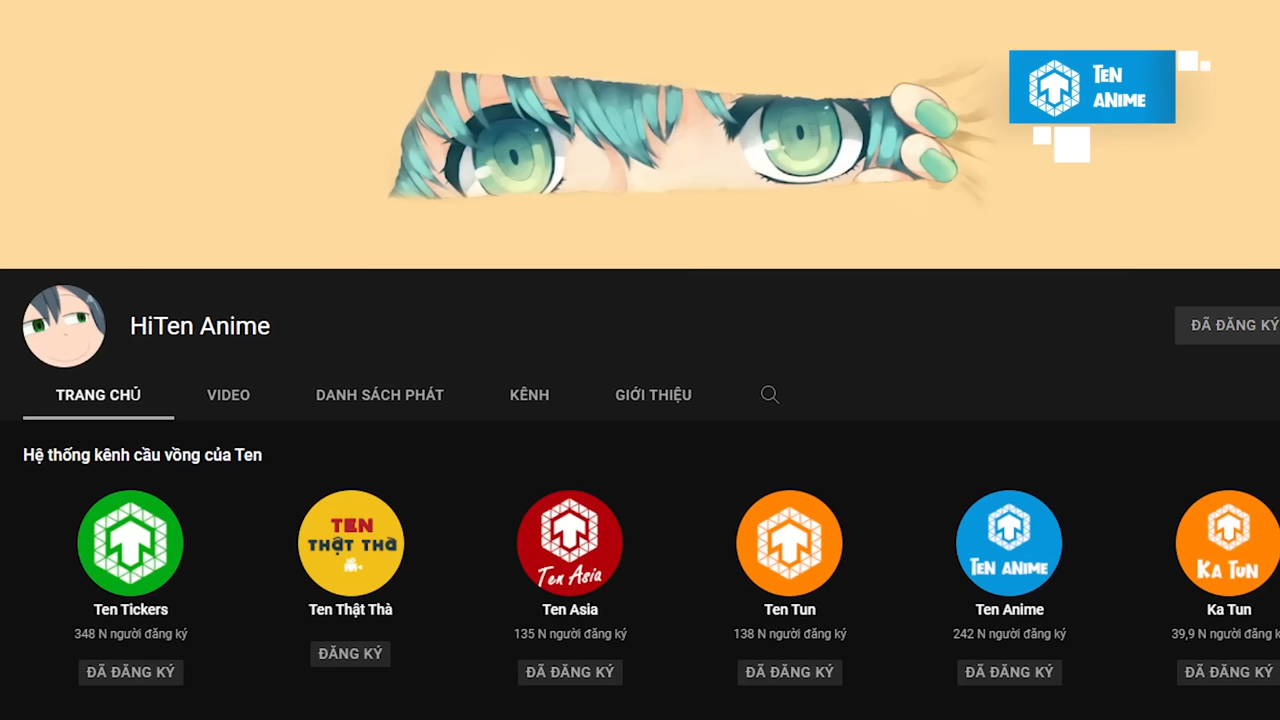 TEN
ANIME
HiTen Anime
ĐÃ ĐĂNG KÝ
TRANG CHỦ VIDEO DANH SÁCH PHÁT KÊNH GIỚI THIỆU
Hệ thống kênh cầu vồng của Ten
TEN
THẬT THÀ
Ten Asia
TEN ANIME
KA TUN
Ten Tickers Ten Thật Thà Ten Asia Ten Tun Ten Anime Ka Tun
348 N người đăng ký 135 N người đăng ký 138 N người đăng ký 242 N người đăng ký 39,9 N người đăng k
ĐÃ ĐĂNG KÝ ĐĂNG KÝ ĐÃ ĐĂNG KÝ ĐÃ ĐĂNG KÝ ĐÃ ĐĂNG KÝ ĐÃ ĐĂNG KÝ